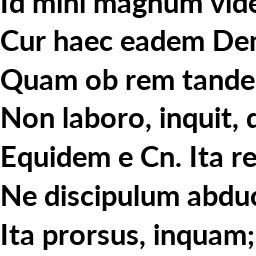 Id mihi magnum vide
Cur haec eadem Der
Quam ob rem tande
Non laboro, inquit,
Equidem e Cn. Ita re
Ne discipulum abduc
Ita prorsus, inquam;